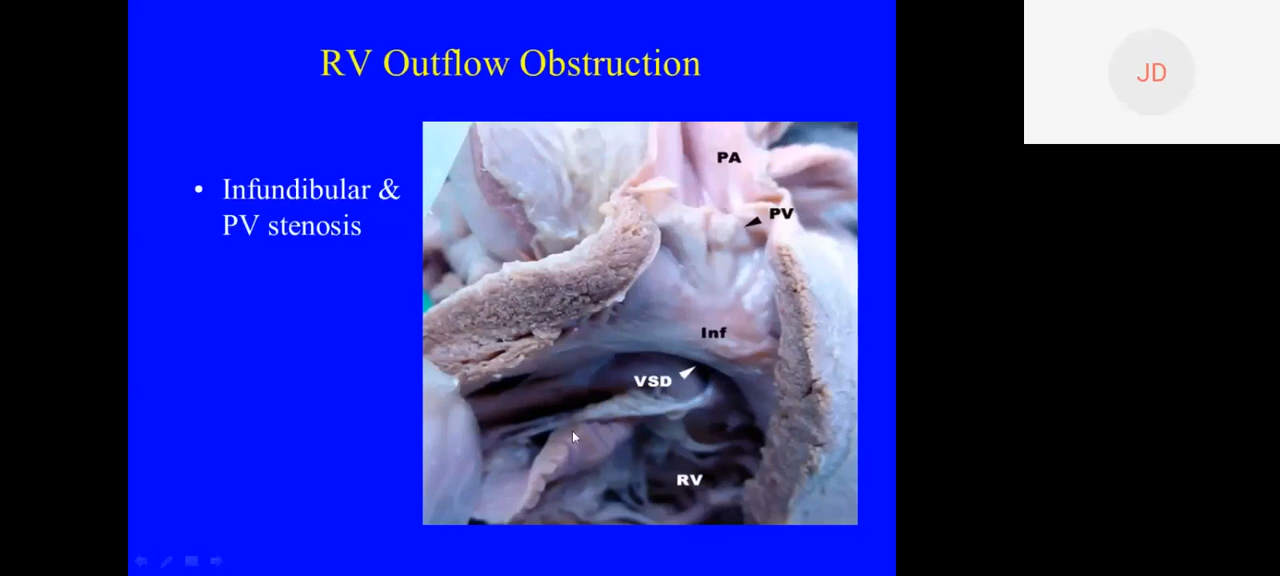 RV Outflow Obstruction
• Infundibular &
PV stenosis
PA
PV
Inf
VSD
RV
JD